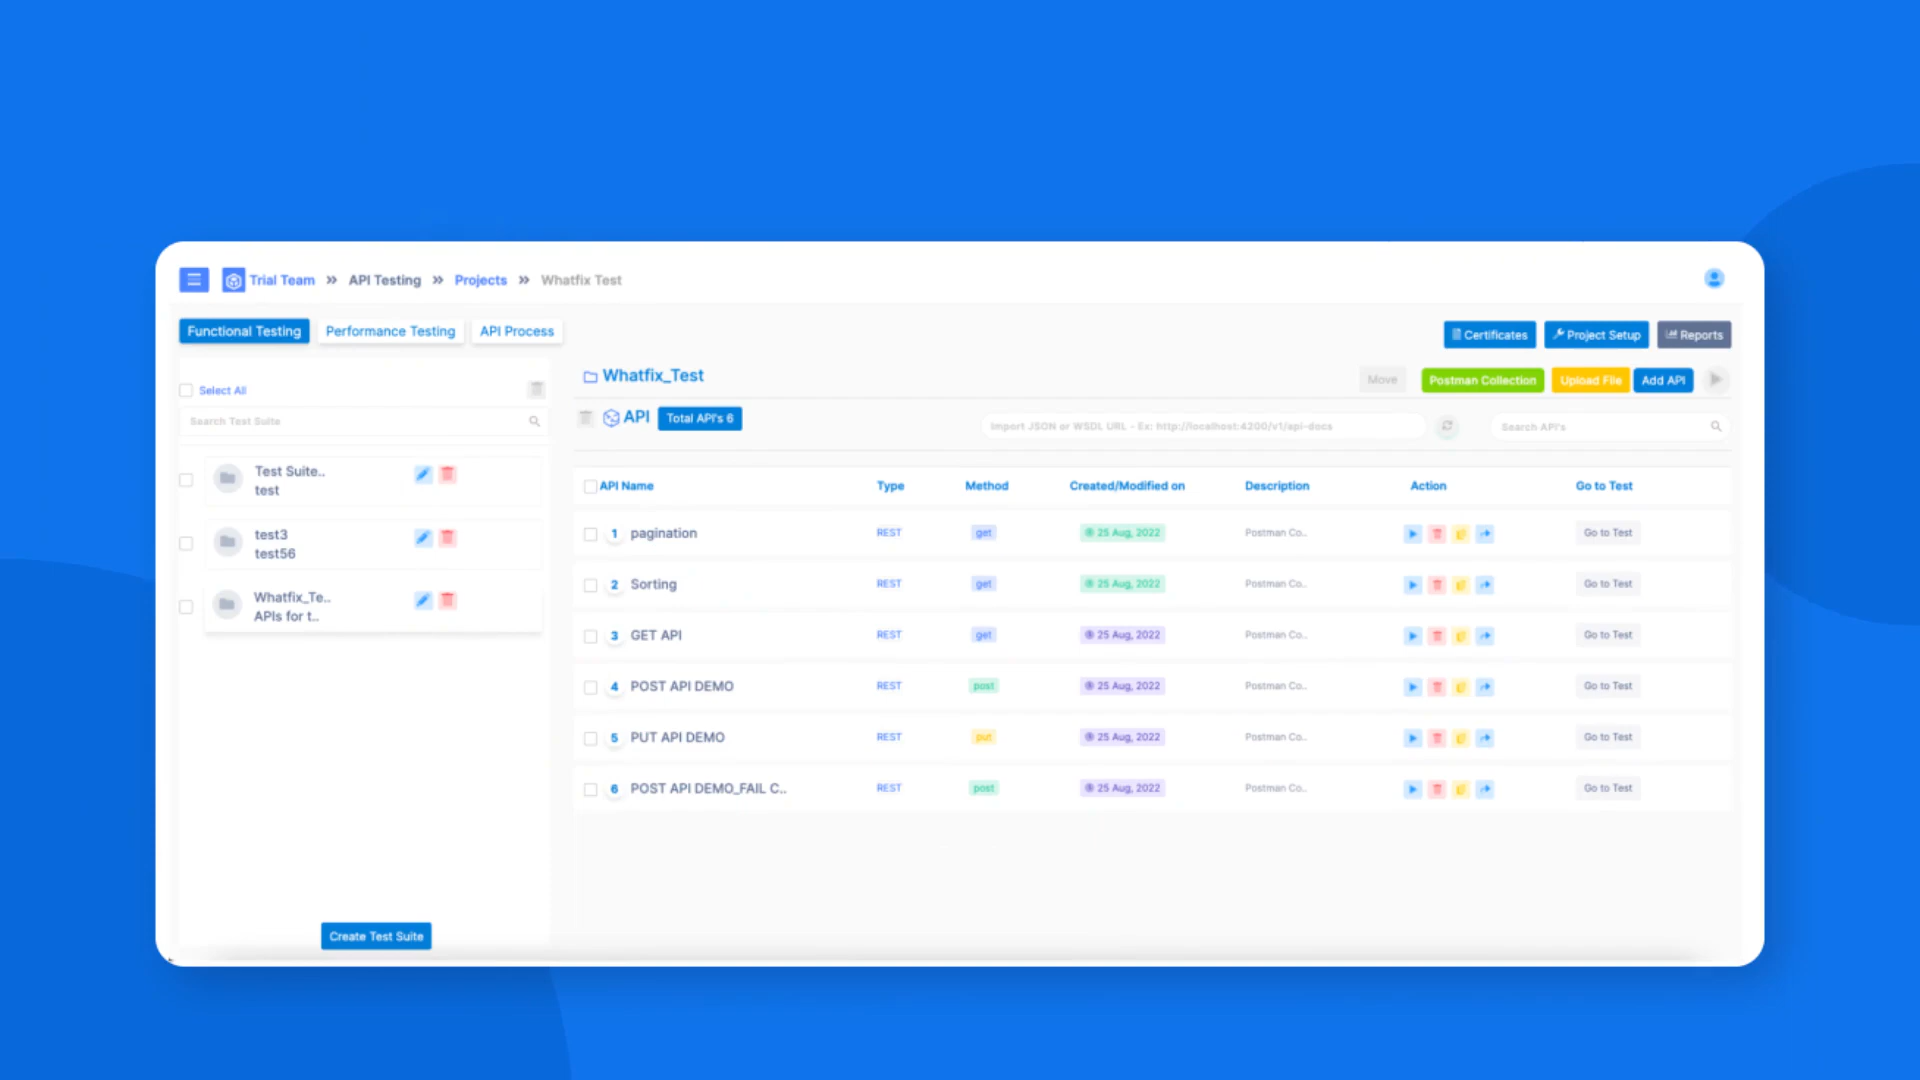 Trial Team » API Testing » Projects » Whatfix Test
Functional Testing Performance Testing API Process
Certificates Project Setup Reports
Select All
Search Test Suite
Test Suite..
test
test3
test56
Whatfix_Te..
APIs for t..
Create Test Suite
Whatfix_Test
Move Postman Collection Upload File Add API
API Total API's 6
Import JSON or WSDL URL - Ex: http://localhost:4200/v1/api-docs
Search API's
API Name Type Method Created/Modified on Description Action Go to Test
1 pagination REST get 25 Aug, 2022 Postman Co.. Go to Test
2 Sorting REST get 25 Aug, 2022 Postman Co.. Go to Test
3 GET API REST get 25 Aug, 2022 Postman Co.. Go to Test
4 POST API DEMO REST post 25 Aug, 2022 Postman Co.. Go to Test
5 PUT API DEMO REST put 25 Aug, 2022 Postman Co.. Go to Test
6 POST API DEMO_FAIL C.. REST post 25 Aug, 2022 Postman Co.. Go to Test